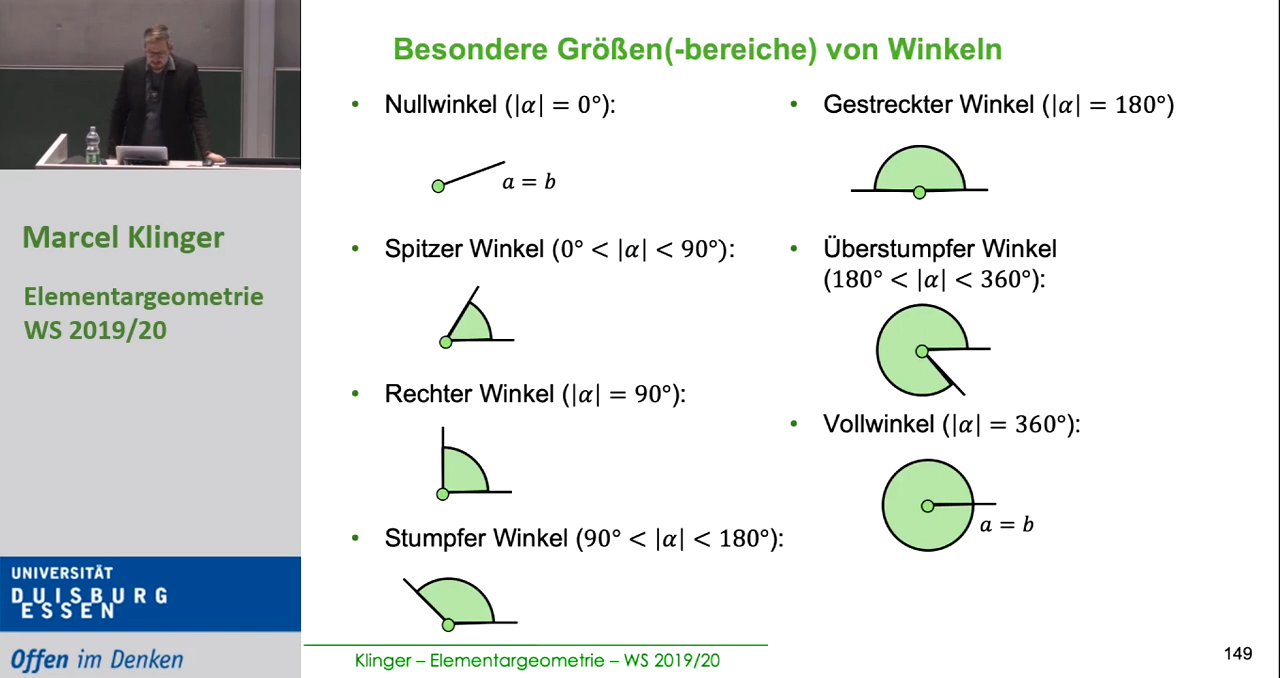 Besondere Größen(-bereiche) von Winkeln
• Nullwinkel (|α| = 0°):
a = b
• Spitzer Winkel (0° < |α| < 90°):
• Rechter Winkel (|α| = 90°):
• Stumpfer Winkel (90° < |α| < 180°):
• Gestreckter Winkel (|α| = 180°)
• Überstumpfer Winkel
(180° < |α| < 360°):
• Vollwinkel (|α| = 360°):
a = b
Marcel Klinger
Elementargeometrie
WS 2019/20
UNIVERSITÄT
DUISBURG
ESSEN
Offen im Denken
Klinger – Elementargeometrie – WS 2019/20
149